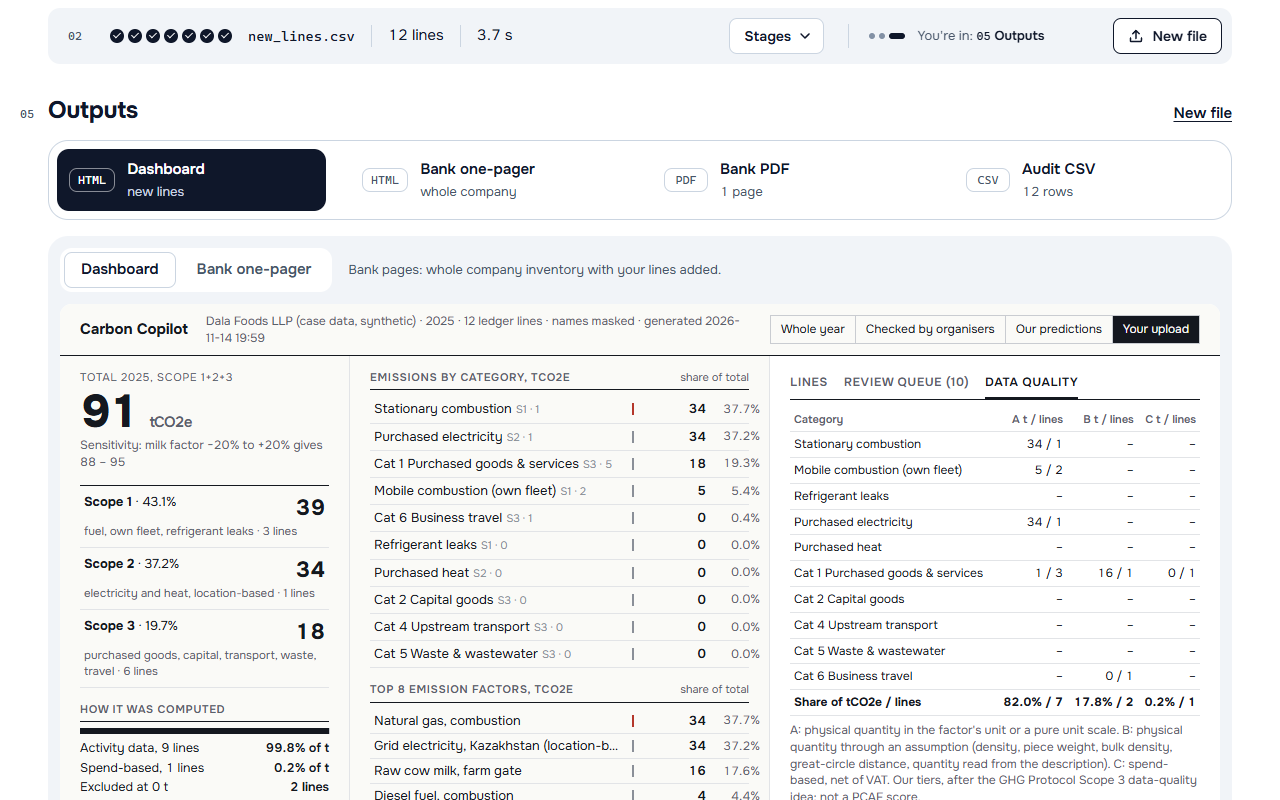 02 new_lines.csv 12 lines 3.7 s Stages You're in: 05 Outputs New file
05 Outputs New file
HTML Dashboard new lines
HTML Bank one-pager whole company
PDF Bank PDF 1 page
CSV Audit CSV 12 rows
Dashboard Bank one-pager Bank pages: whole company inventory with your lines added.
Carbon Copilot
Dala Foods LLP (case data, synthetic) · 2025 · 12 ledger lines · names masked · generated 2026-
11-14 19:59
Whole year Checked by organisers Our predictions Your upload
TOTAL 2025, SCOPE 1+2+3
91 tCO2e
Sensitivity: milk factor −20% to +20% gives
88 – 95
Scope 1 · 43.1% 39
fuel, own fleet, refrigerant leaks · 3 lines
Scope 2 · 37.2% 34
electricity and heat, location-based · 1 lines
Scope 3 · 19.7% 18
purchased goods, capital, transport, waste,
travel · 6 lines
HOW IT WAS COMPUTED
Activity data, 9 lines 99.8% of t
Spend-based, 1 lines 0.2% of t
Excluded at 0 t 2 lines
EMISSIONS BY CATEGORY, TCO2E share of total
Stationary combustion S1 · 1 34 37.7%
Purchased electricity S2 · 1 34 37.2%
Cat 1 Purchased goods & services S3 · 5 18 19.3%
Mobile combustion (own fleet) S1 · 2 5 5.4%
Cat 6 Business travel S3 · 1 0 0.4%
Refrigerant leaks S1 · 0 0 0.0%
Purchased heat S2 · 0 0 0.0%
Cat 2 Capital goods S3 · 0 0 0.0%
Cat 4 Upstream transport S3 · 0 0 0.0%
Cat 5 Waste & wastewater S3 · 0 0 0.0%
TOP 8 EMISSION FACTORS, TCO2E share of total
Natural gas, combustion 34 37.7%
Grid electricity, Kazakhstan (location-b... 34 37.2%
Raw cow milk, farm gate 16 17.6%
Diesel fuel, combustion 4 4.4%
LINES REVIEW QUEUE (10) DATA QUALITY
Category A t / lines B t / lines C t / lines
Stationary combustion 34 / 1 – –
Mobile combustion (own fleet) 5 / 2 – –
Refrigerant leaks – – –
Purchased electricity 34 / 1 – –
Purchased heat – – –
Cat 1 Purchased goods & services 1 / 3 16 / 1 0 / 1
Cat 2 Capital goods – – –
Cat 4 Upstream transport – – –
Cat 5 Waste & wastewater – – –
Cat 6 Business travel – 0 / 1 –
Share of tCO2e / lines 82.0% / 7 17.8% / 2 0.2% / 1
A: physical quantity in the factor's unit or a pure unit scale. B: physical
quantity through an assumption (density, piece weight, bulk density,
great-circle distance, quantity read from the description). C: spend-
based, net of VAT. Our tiers, after the GHG Protocol Scope 3 data-quality
idea; not a PCAF score.